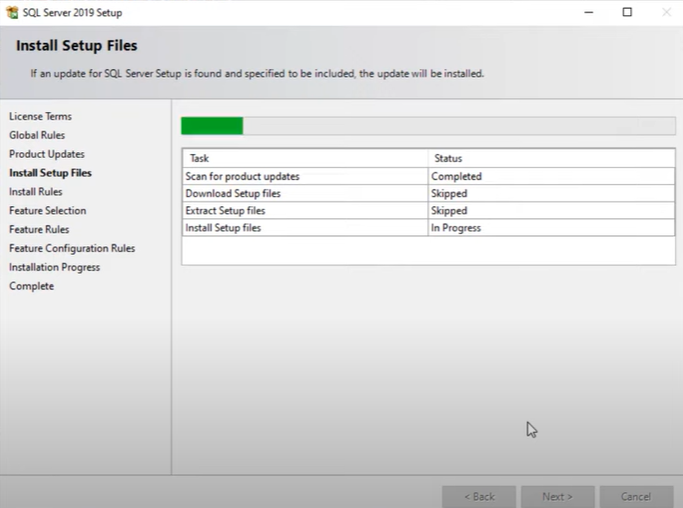 SQL Server 2019 Setup
Install Setup Files
If an update for SQL Server Setup is found and specified to be included, the update will be installed.
License Terms
Global Rules
Product Updates
Install Setup Files
Install Rules
Feature Selection
Feature Rules
Feature Configuration Rules
Installation Progress
Complete
Task Status
Scan for product updates Completed
Download Setup files Skipped
Extract Setup files Skipped
Install Setup files In Progress
< Back Next > Cancel